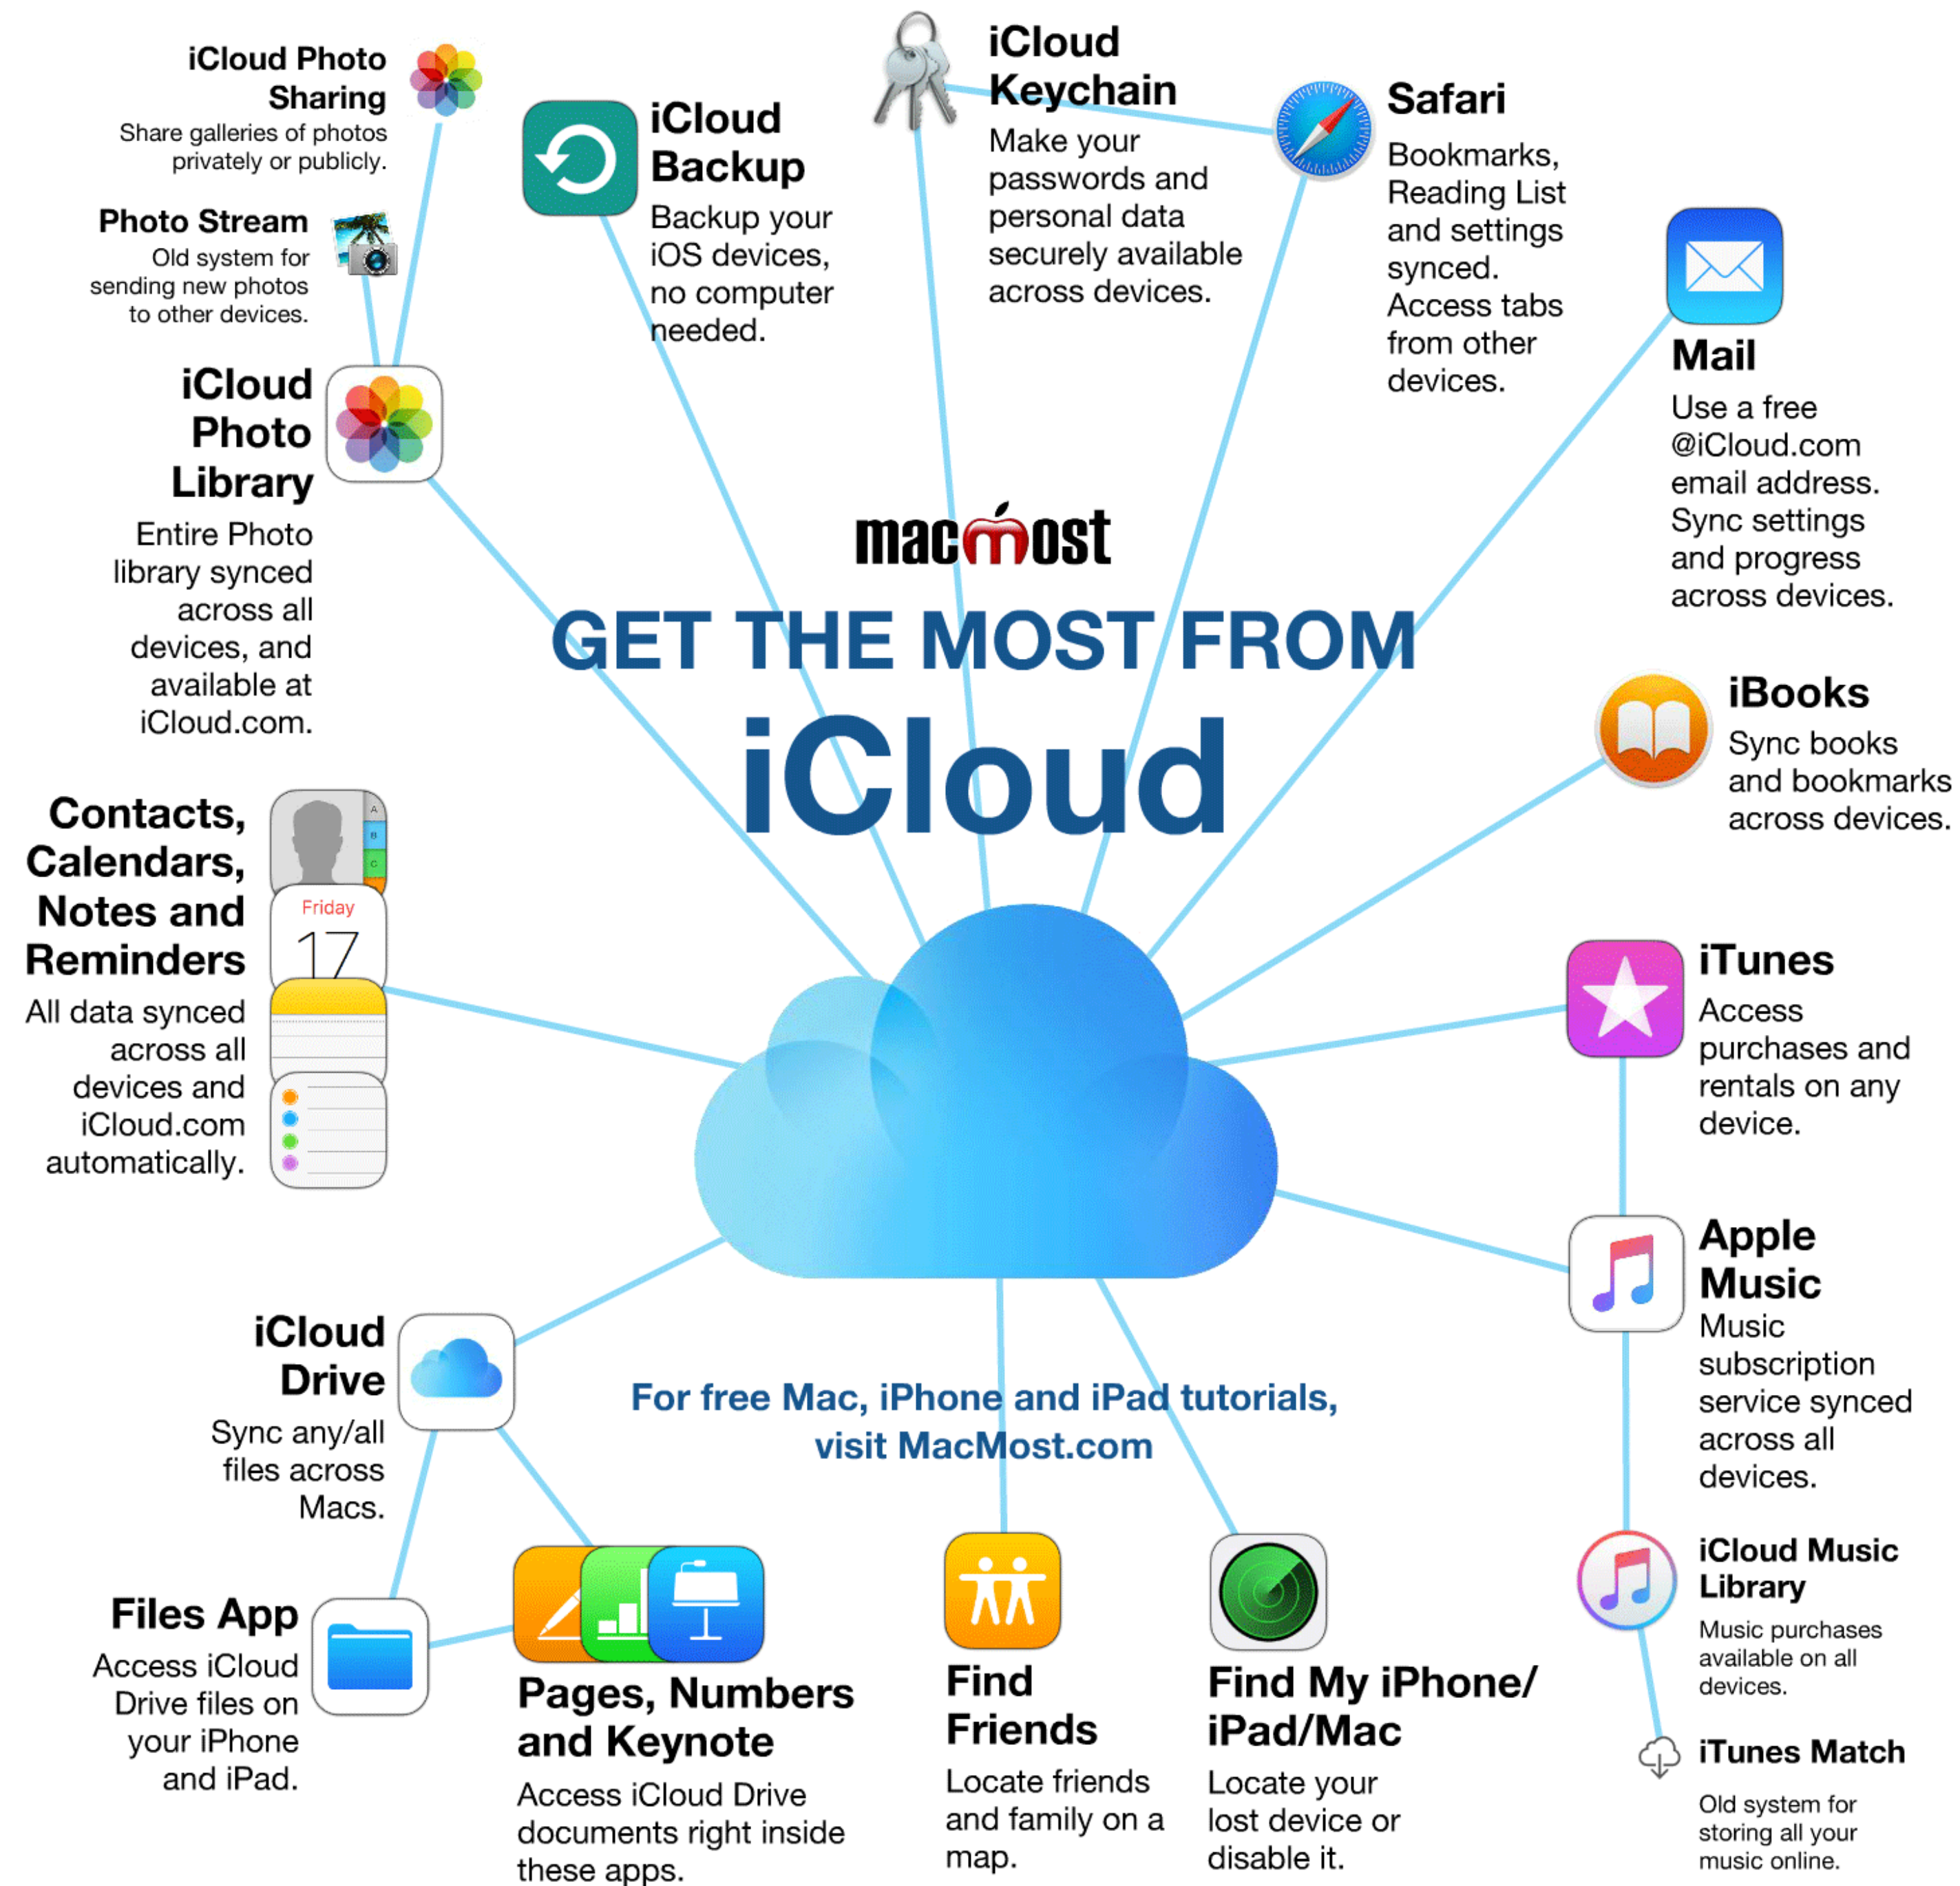 iCloud Photo
Sharing
Share galleries of photos
privately or publicly.
Photo Stream
Old system for
sending new photos
to other devices.
iCloud
Photo
Library
Entire Photo
library synced
across all
devices, and
available at
iCloud.com.
iCloud
Backup
Backup your
iOS devices,
no computer
needed.
iCloud
Keychain
Make your
passwords and
personal data
securely available
across devices.
Safari
Bookmarks,
Reading List
and settings
synced.
Access tabs
from other
devices.
Mail
Use a free
@iCloud.com
email address.
Sync settings
and progress
across devices.
macmost
GET THE MOST FROM
iCloud
iBooks
Sync books
and bookmarks
across devices.
Contacts,
Calendars,
Notes and
Reminders
All data synced
across all
devices and
iCloud.com
automatically.
A
B
C
Friday
17
iTunes
Access
purchases and
rentals on any
device.
Apple
Music
Music
subscription
service synced
across all
devices.
iCloud
Drive
Sync any/all
files across
Macs.
For free Mac, iPhone and iPad tutorials,
visit MacMost.com
Files App
Access iCloud
Drive files on
your iPhone
and iPad.
Pages, Numbers
and Keynote
Access iCloud Drive
documents right inside
these apps.
Find
Friends
Locate friends
and family on a
map.
Find My iPhone/
iPad/Mac
Locate your
lost device or
disable it.
iCloud Music
Library
Music purchases
available on all
devices.
iTunes Match
Old system for
storing all your
music online.